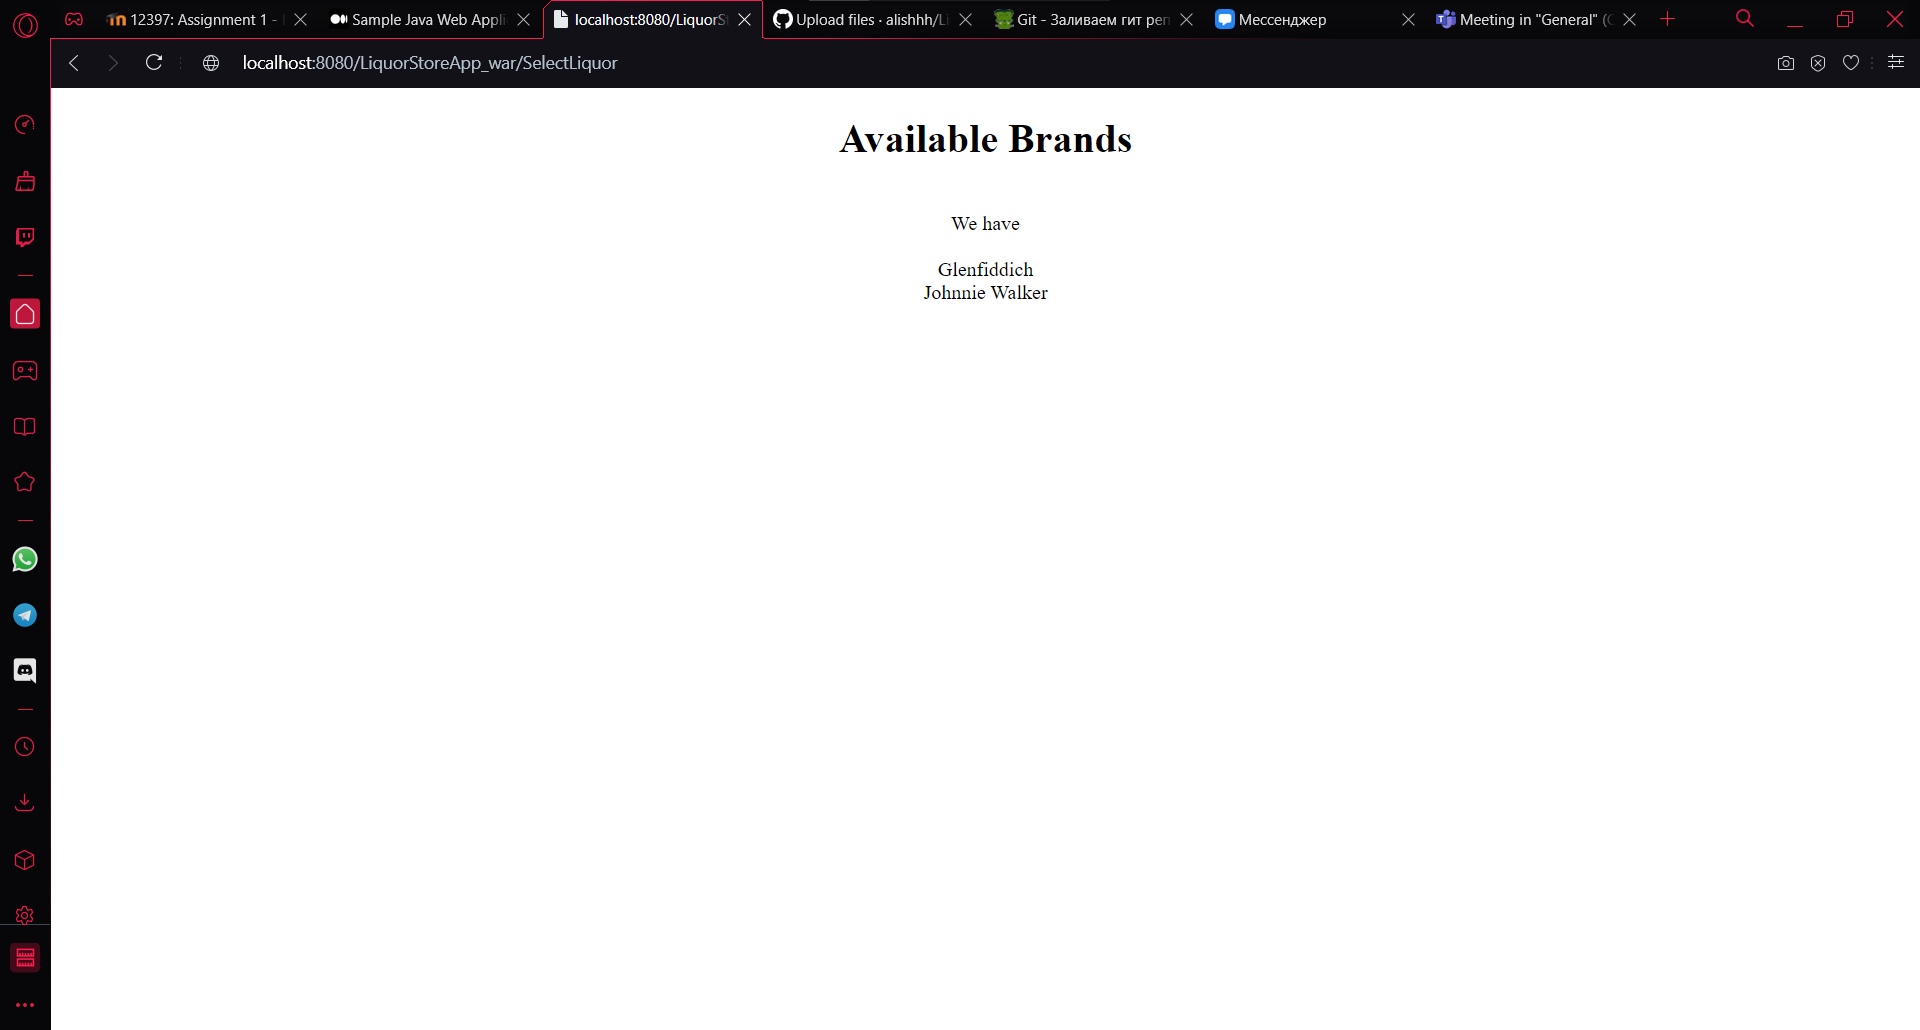 12397: Assignment 1 -
Sample Java Web Appli
localhost:8080/LiquorS
Upload files · alishhh/Li
Git - Заливаем гит реп
Мессенджер
Meeting in "General" (
localhost:8080/LiquorStoreApp_war/SelectLiquor
Available Brands
We have
Glenfiddich
Johnnie Walker